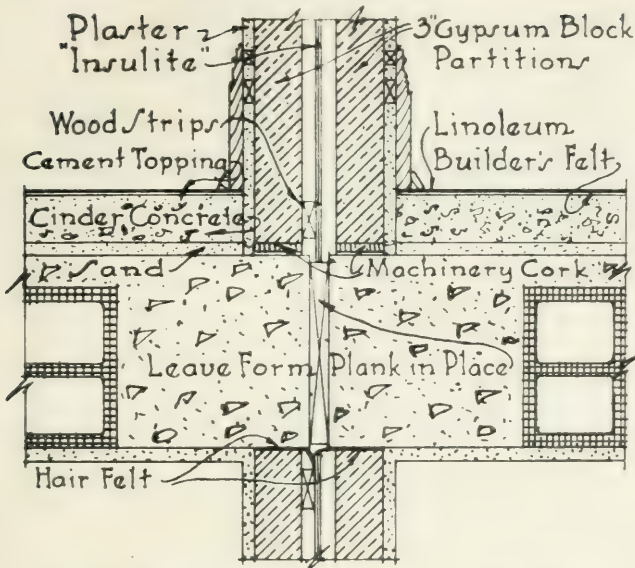 Plaster
"Insulite"
3" Gypsum Block
Partitions
Wood Strips
Cement Topping
Linoleum
Builder's Felt
Cinder Concrete
Sand
Machinery Cork
Leave Form Plank in Place
Hair Felt